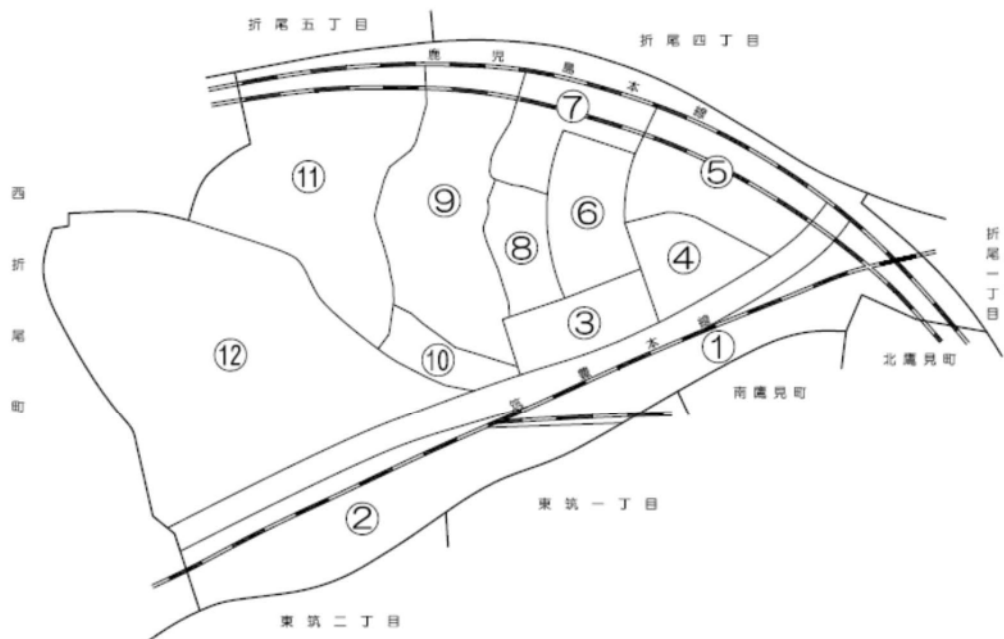 折尾五丁目
折尾四丁目
鹿児島本線
⑦
⑤
⑪
⑨
⑥
西折尾町
⑧
④
折尾一丁目
③
筑豊本線
①
⑫
⑩
北鷹見町
南鷹見町
②
東筑一丁目
東筑二丁目